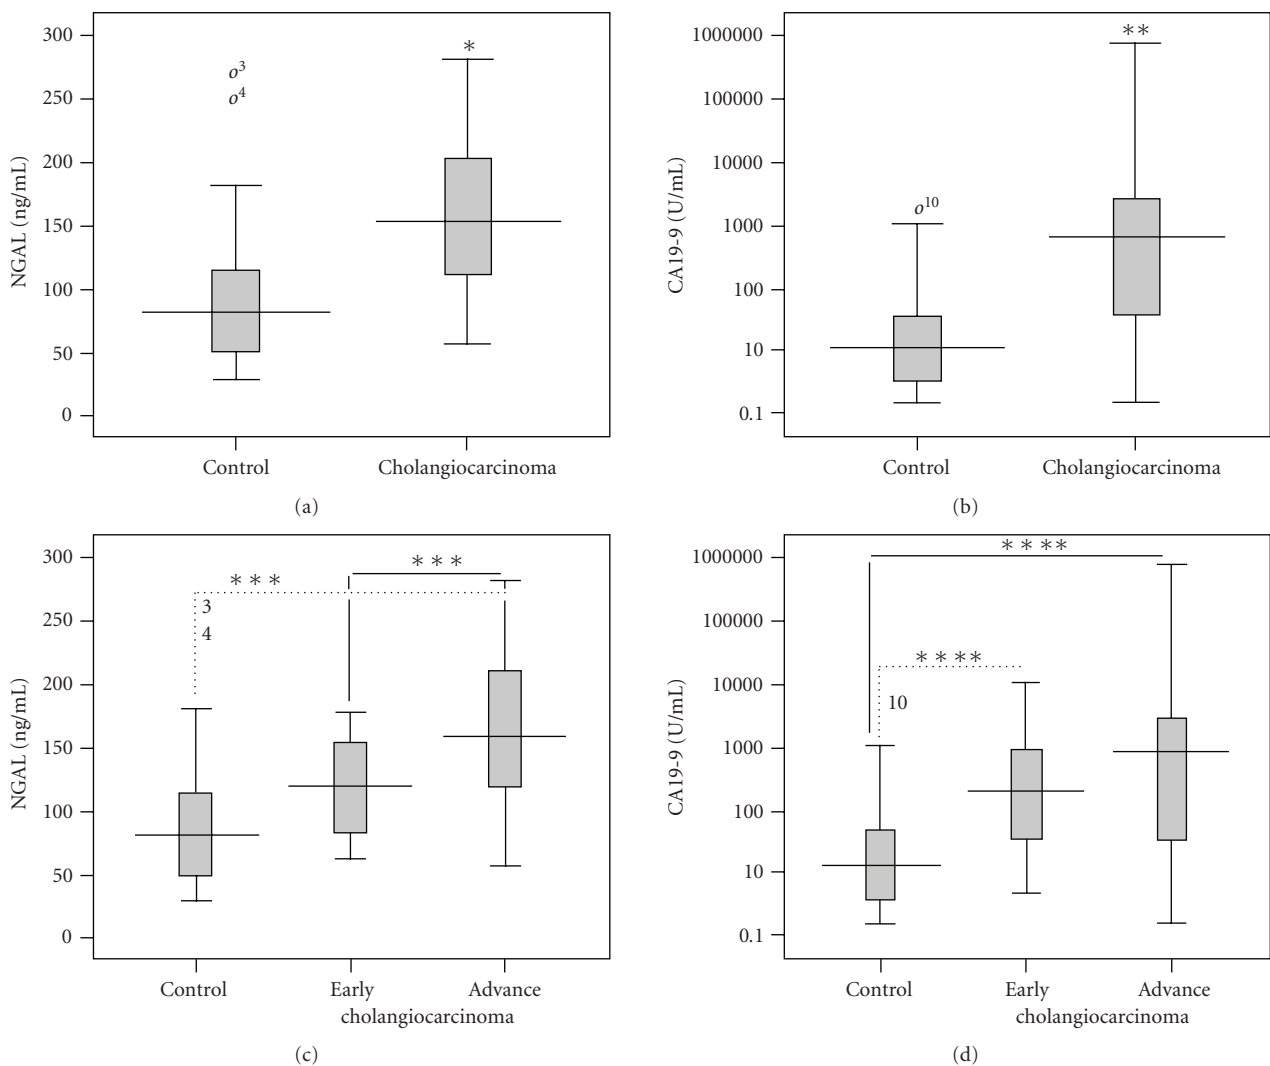 300
250
200
150
100
50
0
NGAL (ng/mL)
o3
o4
*
Control
Cholangiocarcinoma
(a)
1000000
100000
10000
1000
100
10
0.1
CA19-9 (U/mL)
o10
**
Control
Cholangiocarcinoma
(b)
300
250
200
150
100
50
0
NGAL (ng/mL)
***
***
3
4
Control
Early
Advance
cholangiocarcinoma
(c)
1000000
100000
10000
1000
100
10
0.1
CA19-9 (U/mL)
****
****
10
Control
Early
Advance
cholangiocarcinoma
(d)